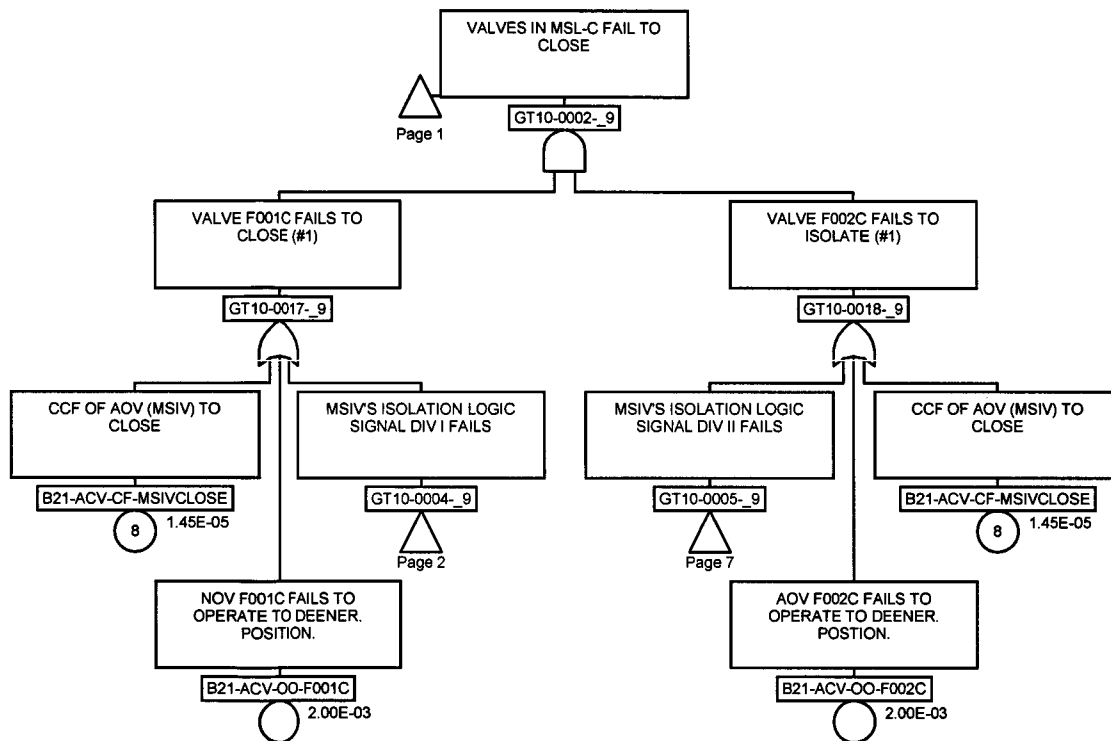 VALVES IN MSL-C FAIL TO
CLOSE
Page 1
GT10-0002-_9
VALVE F001C FAILS TO
CLOSE (#1)
GT10-0017-_9
VALVE F002C FAILS TO
ISOLATE (#1)
GT10-0018-_9
CCF OF AOV (MSIV) TO
CLOSE
B21-ACV-CF-MSIVCLOSE
8
1.45E-05
MSIV'S ISOLATION LOGIC
SIGNAL DIV I FAILS
GT10-0004-_9
Page 2
MSIV'S ISOLATION LOGIC
SIGNAL DIV II FAILS
GT10-0005-_9
Page 7
CCF OF AOV (MSIV) TO
CLOSE
B21-ACV-CF-MSIVCLOSE
8
1.45E-05
NOV F001C FAILS TO
OPERATE TO DEENER.
POSITION.
B21-ACV-OO-F001C
2.00E-03
AOV F002C FAILS TO
OPERATE TO DEENER.
POSTION.
B21-ACV-OO-F002C
2.00E-03